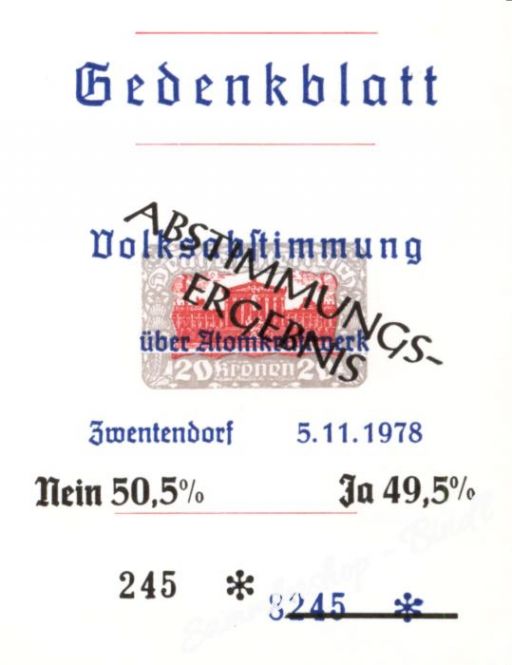 Gedenkblatt
Volksabstimmung
ABSTIMMUNGS-
ERGEBNIS
über Atomkraftwerk
20 Kronen 20
Zwentendorf 5.11.1978
Nein 50,5% Ja 49,5%
245 *
8245 *